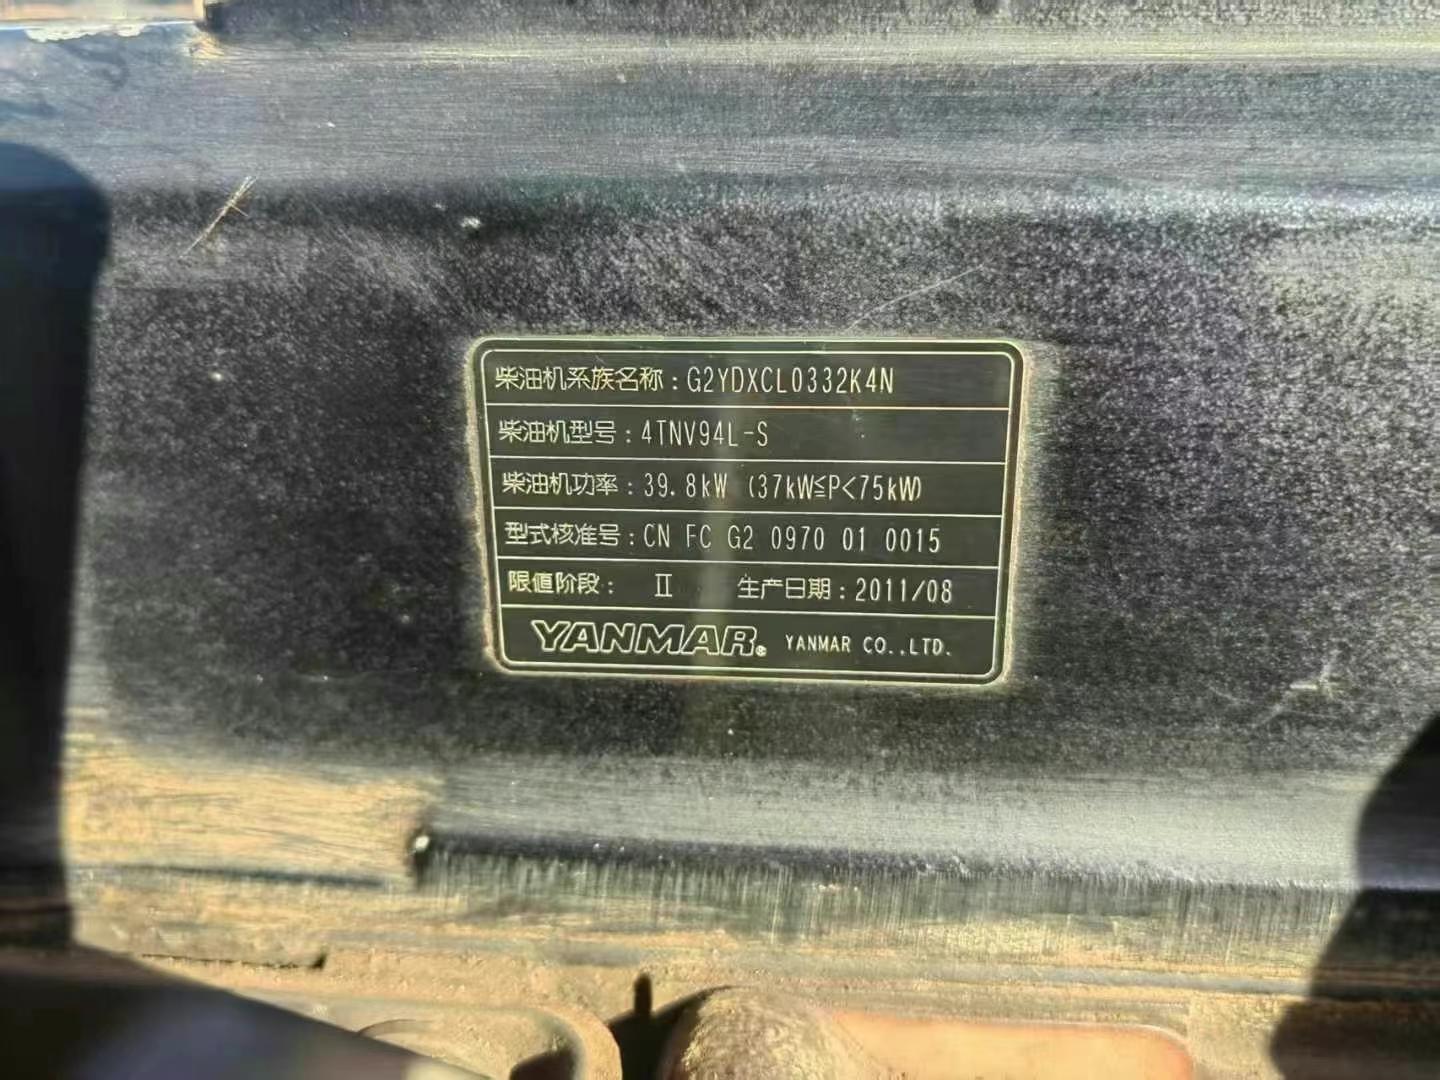 柴油机系族名称：G2YDXCL0332K4N
柴油机型号：4TNV94L-S
柴油机功率：39.8kW (37kW≦P<75kW)
型式核准号：CN FC G2 0970 01 0015
限值阶段： Ⅱ 生产日期：2011/08
YANMAR® YANMAR CO.,LTD.